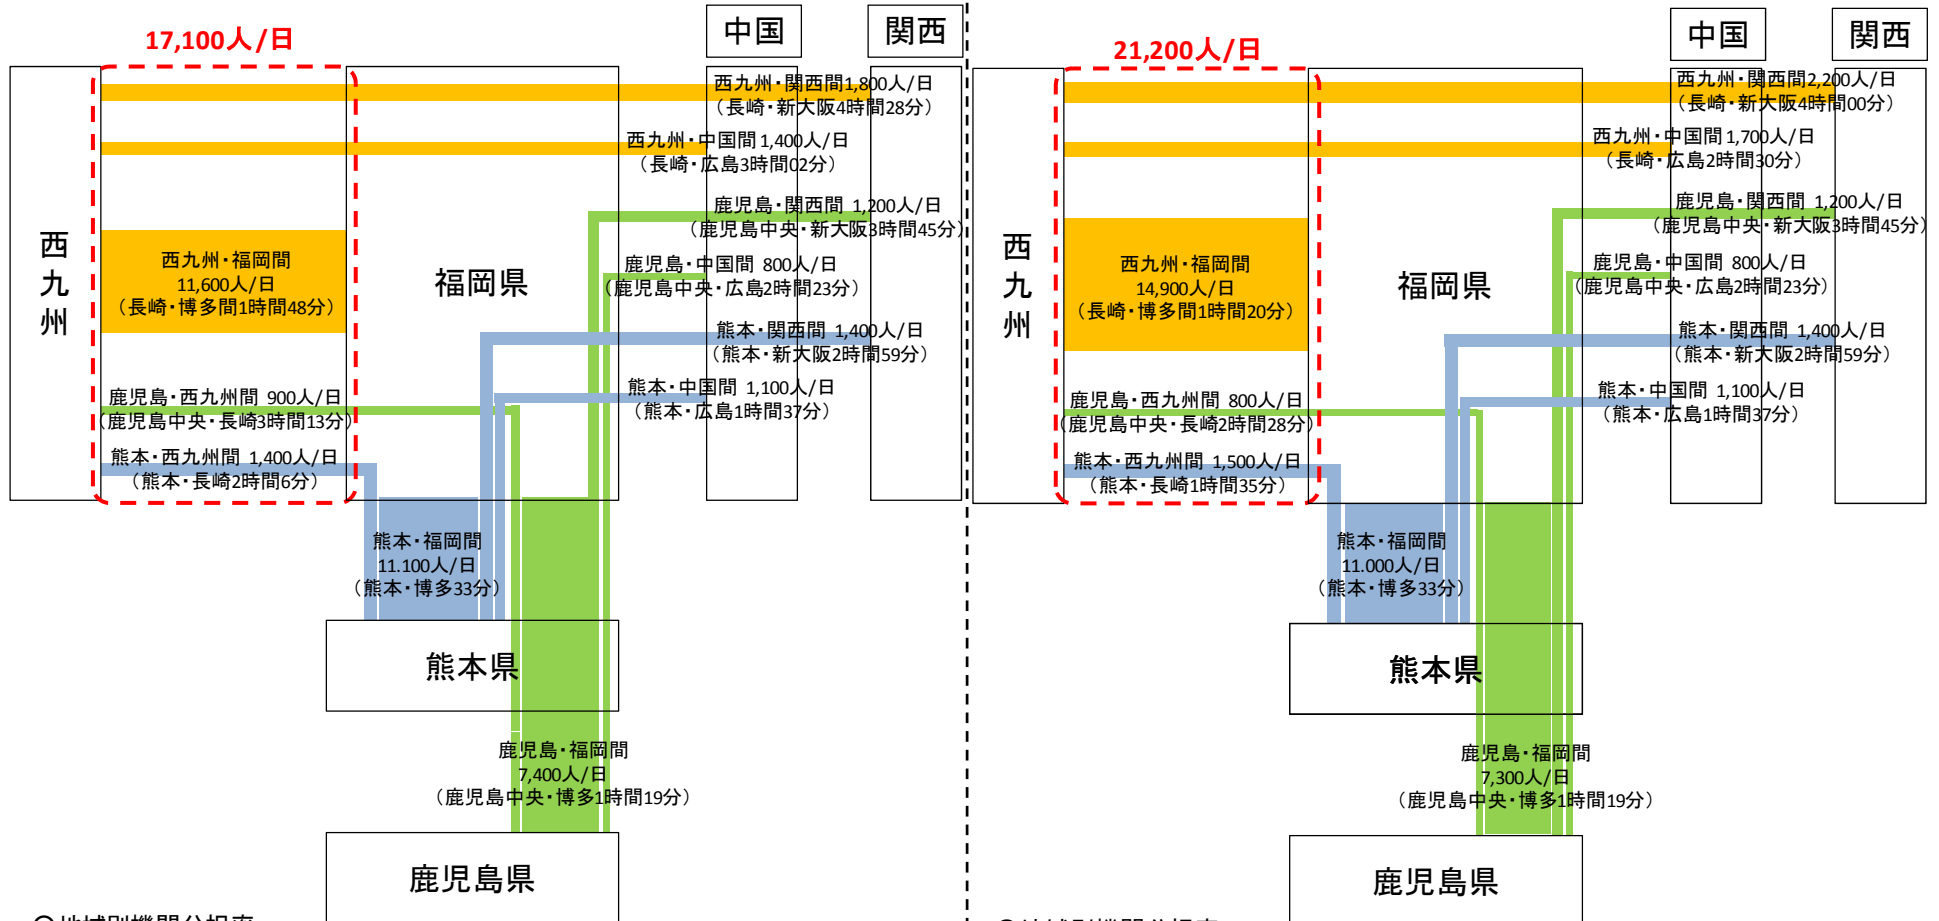 17,100人/日
中国
関西
西九州・関西間1,800人/日
（長崎・新大阪4時間28分）
西九州・中国間 1,400人/日
（長崎・広島3時間02分）
鹿児島・関西間 1,200人/日
（鹿児島中央・新大阪3時間45分）
西九州
西九州・福岡間
11,600人/日
（長崎・博多間1時間48分）
福岡県
鹿児島・中国間 800人/日
（鹿児島中央・広島2時間23分）
熊本・関西間 1,400人/日
（熊本・新大阪2時間59分）
熊本・中国間 1,100人/日
（熊本・広島1時間37分）
鹿児島・西九州間 900人/日
（鹿児島中央・長崎3時間13分）
熊本・西九州間 1,400人/日
（熊本・長崎2時間6分）
熊本・福岡間
11.100人/日
（熊本・博多33分）
熊本県
鹿児島・福岡間
7,400人/日
（鹿児島中央・博多1時間19分）
鹿児島県
21,200人/日
中国
関西
西九州・関西間2,200人/日
（長崎・新大阪4時間00分）
西九州・中国間 1,700人/日
（長崎・広島2時間30分）
鹿児島・関西間 1,200人/日
（鹿児島中央・新大阪3時間45分）
西九州
西九州・福岡間
14,900人/日
（長崎・博多間1時間20分）
福岡県
鹿児島・中国間 800人/日
（鹿児島中央・広島2時間23分）
熊本・関西間 1,400人/日
（熊本・新大阪2時間59分）
熊本・中国間 1,100人/日
（熊本・広島1時間37分）
鹿児島・西九州間 800人/日
（鹿児島中央・長崎2時間28分）
熊本・西九州間 1,500人/日
（熊本・長崎1時間35分）
熊本・福岡間
11.000人/日
（熊本・博多33分）
熊本県
鹿児島・福岡間
7,300人/日
（鹿児島中央・博多1時間19分）
鹿児島県